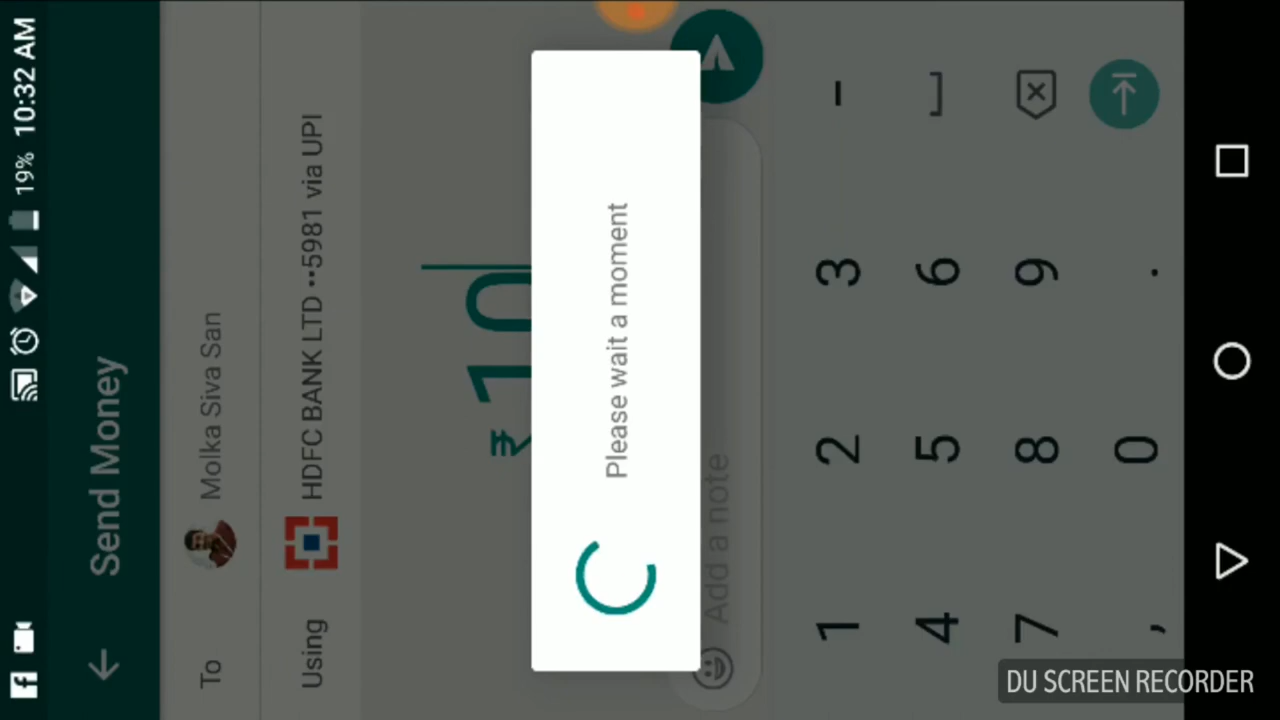 19% 10:32 AM
Send Money
To Molka Siva San
Using HDFC BANK LTD ••5981 via UPI
₹10
Please wait a moment
Add a note
1 2 3 -
4 5 6 ]
7 8 9
, 0 .
DU SCREEN RECORDER